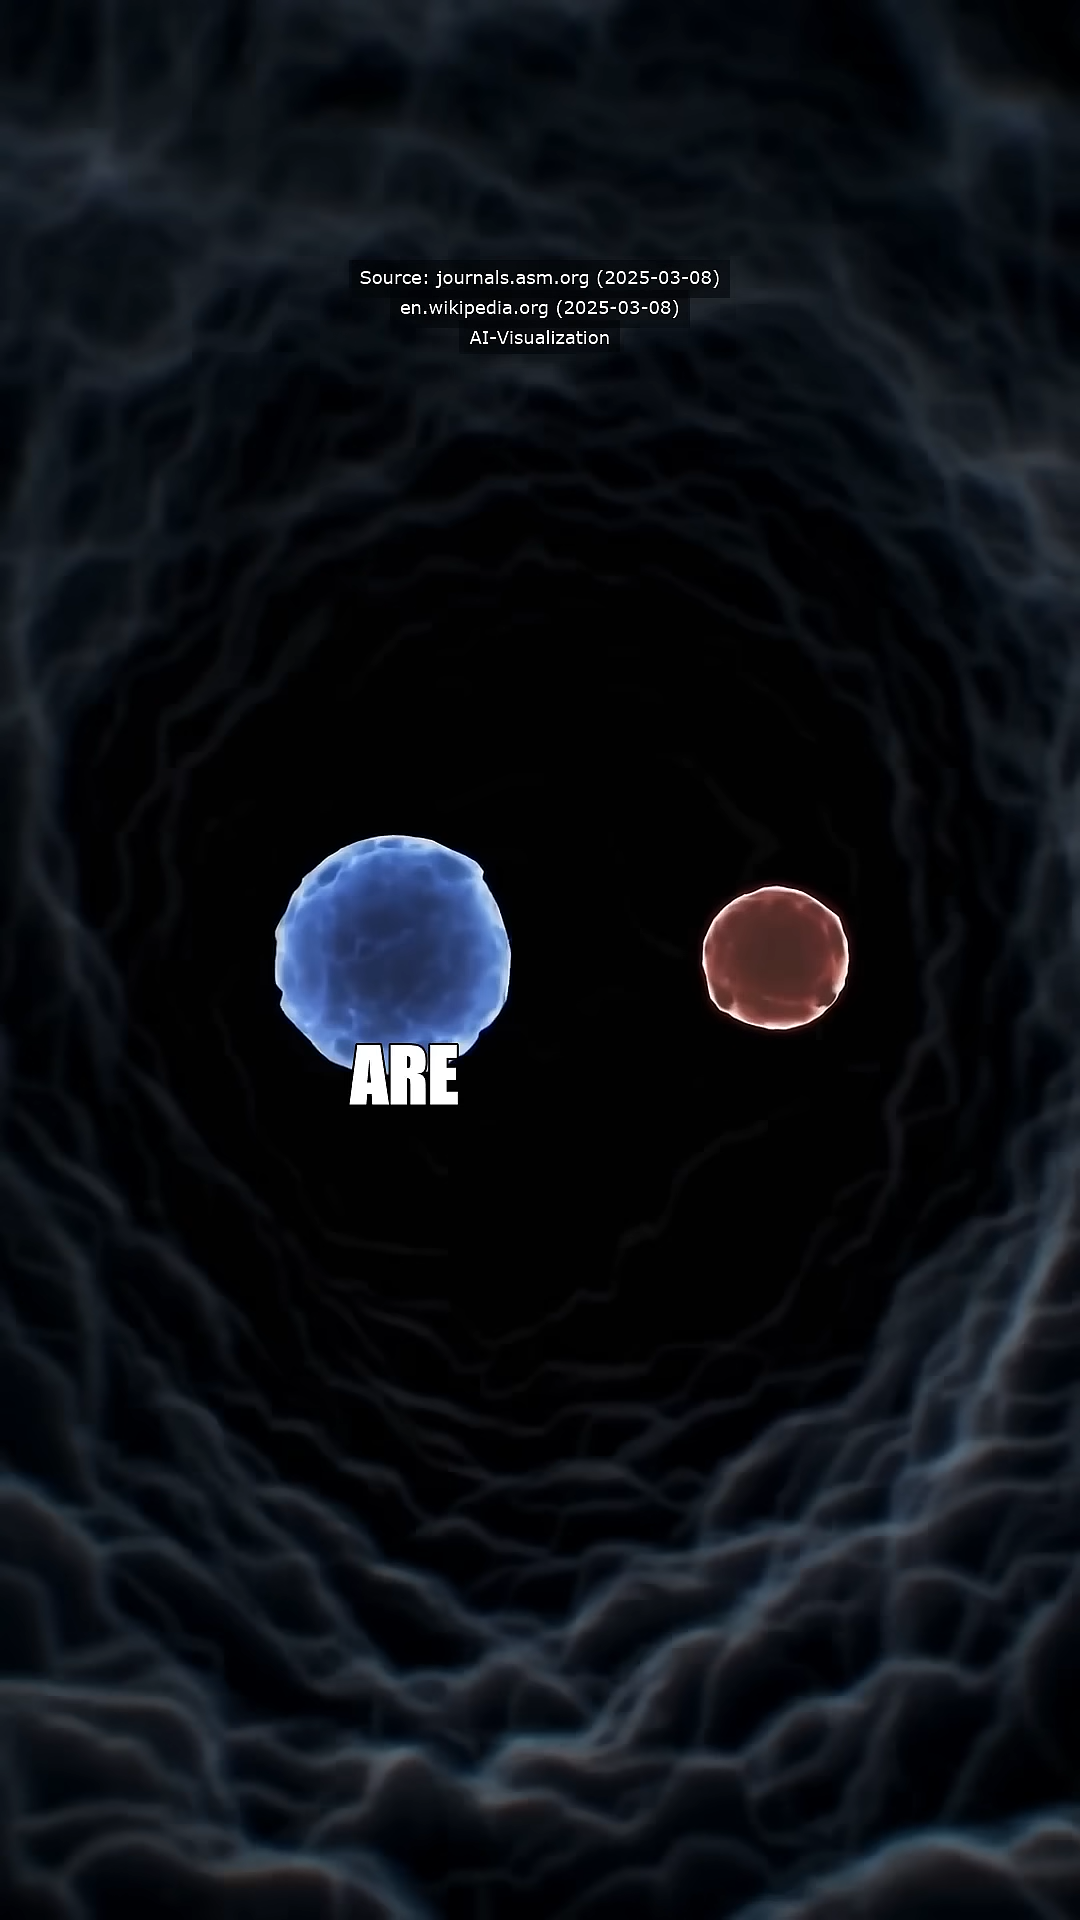 Source: journals.asm.org (2025-03-08)
en.wikipedia.org (2025-03-08)
AI-Visualization
ARE